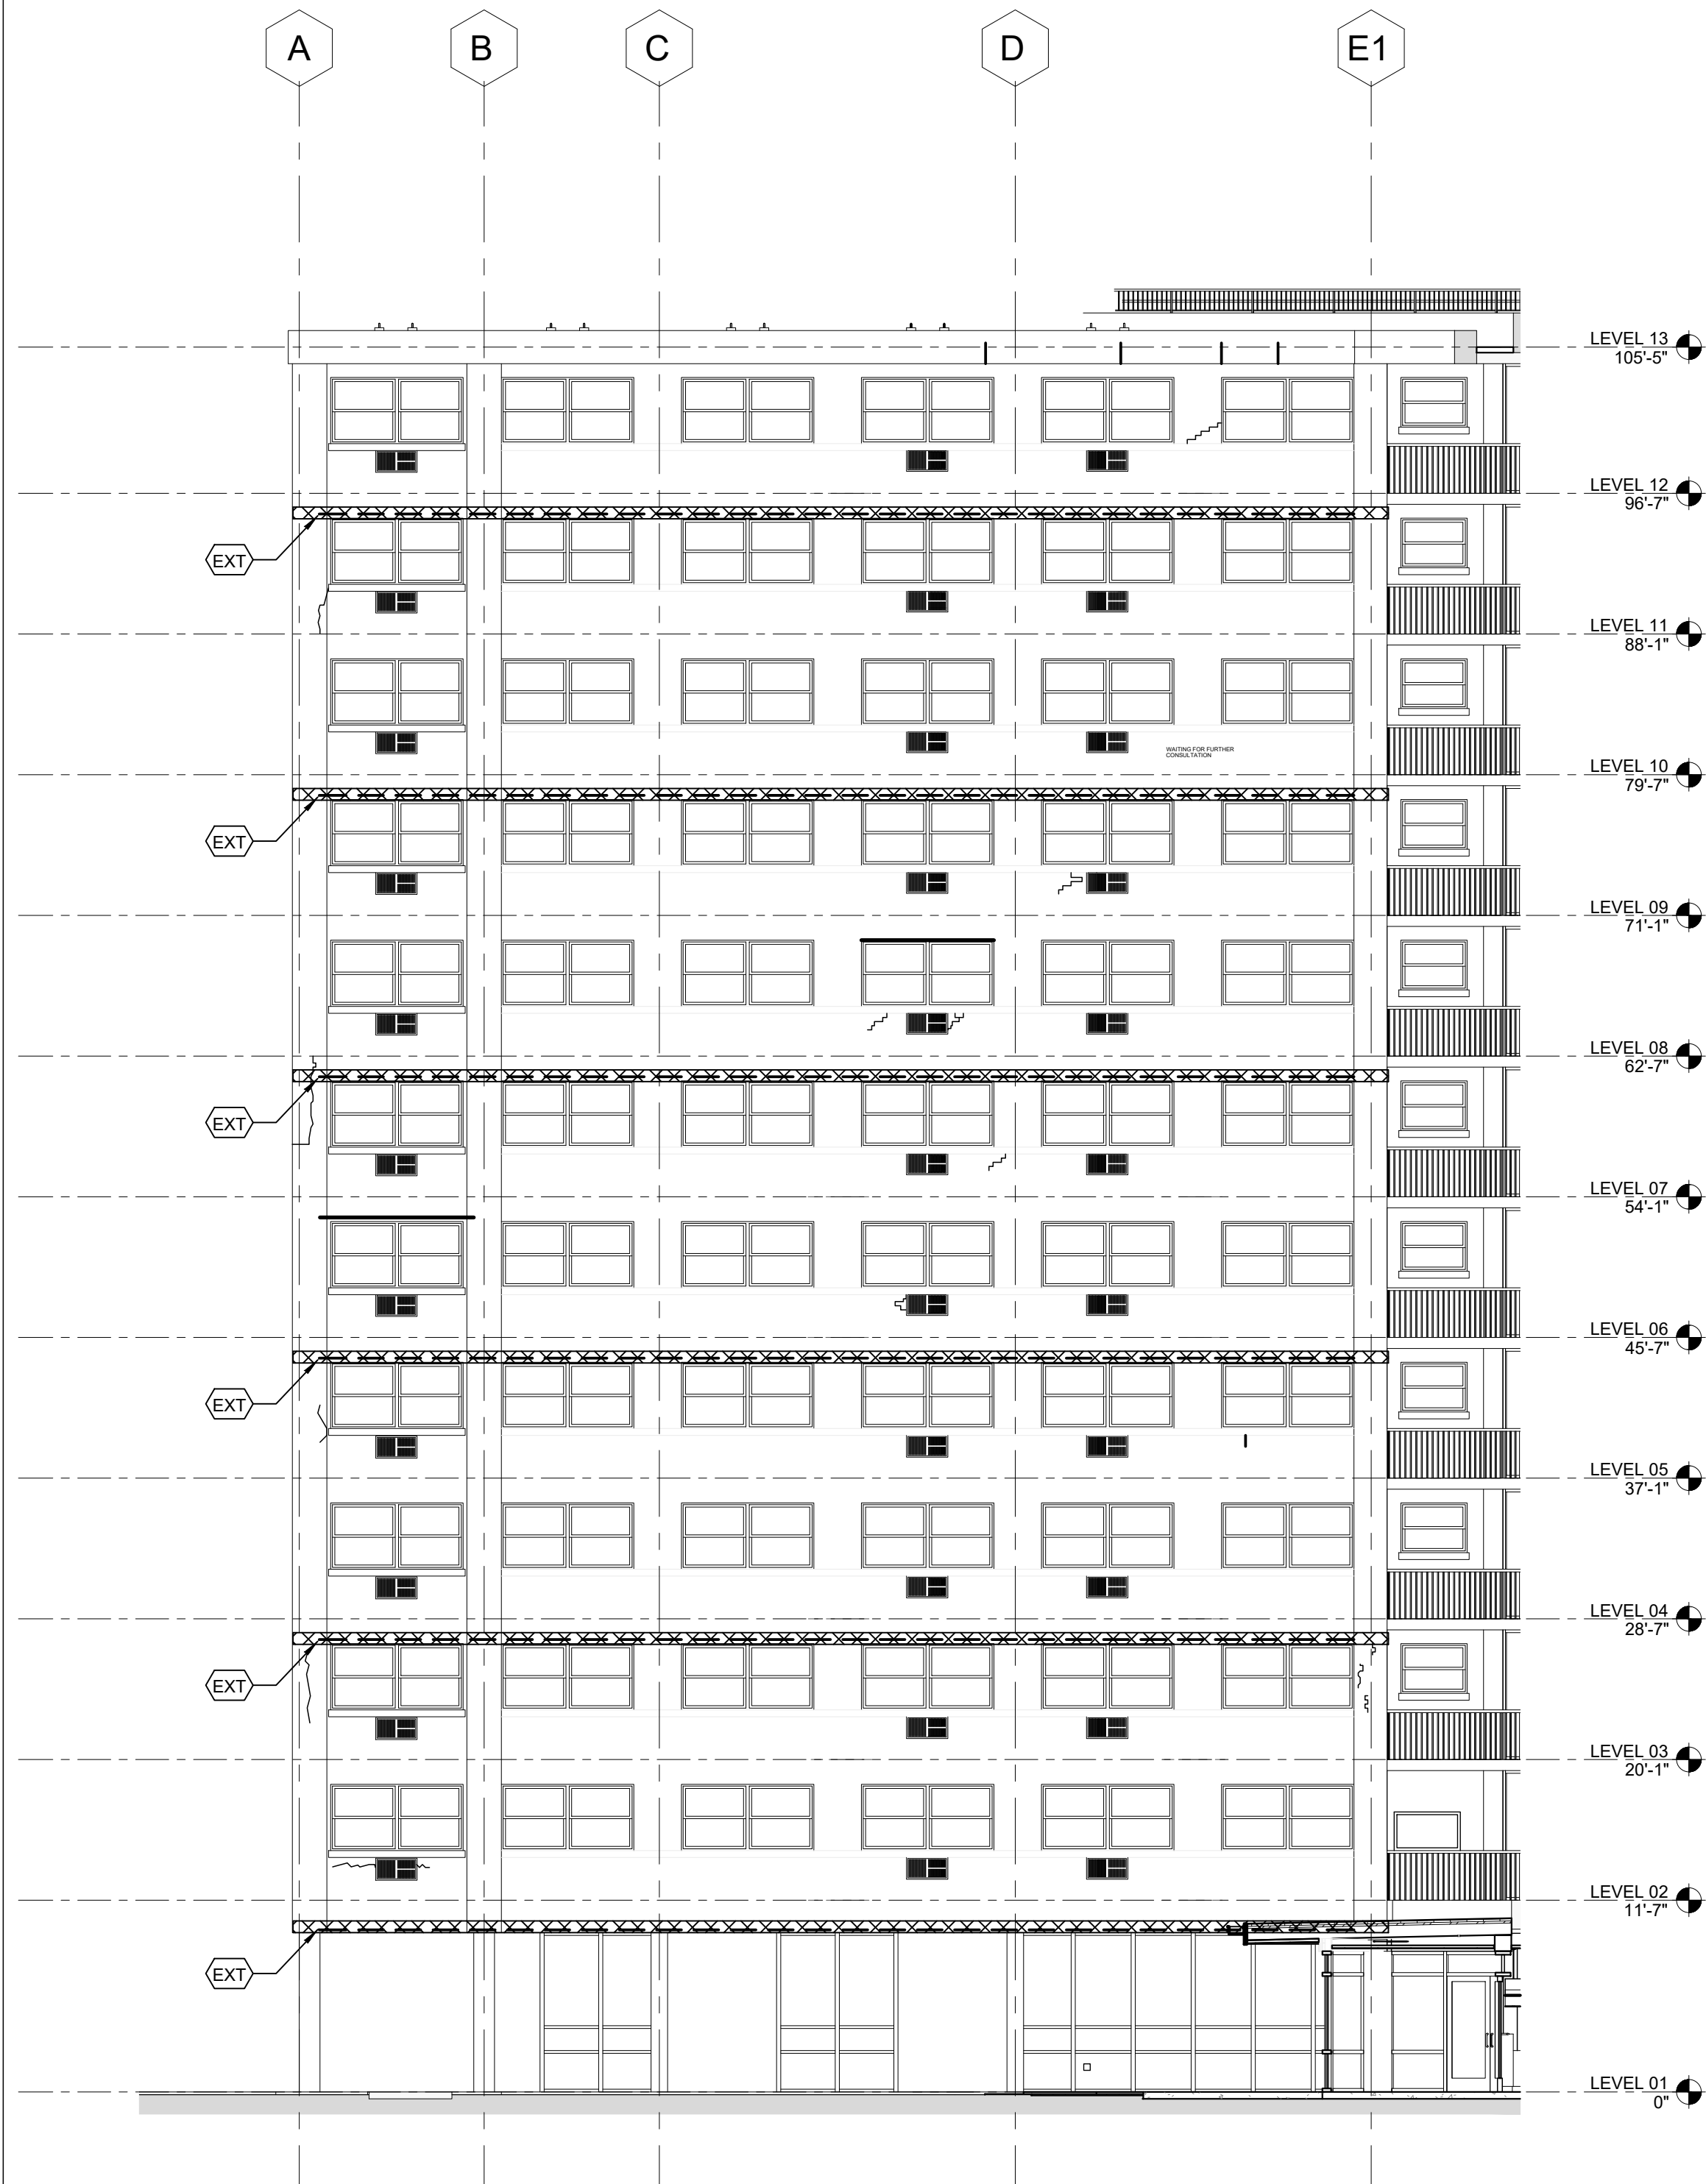 A
B
C
D
E1
LEVEL 13
105'-5"
LEVEL 12
96'-7"
EXT
LEVEL 11
88'-1"
WAITING FOR FURTHER
CONSULTATION
LEVEL 10
79'-7"
EXT
LEVEL 09
71'-1"
LEVEL 08
62'-7"
EXT
LEVEL 07
54'-1"
LEVEL 06
45'-7"
EXT
LEVEL 05
37'-1"
LEVEL 04
28'-7"
EXT
LEVEL 03
20'-1"
LEVEL 02
11'-7"
EXT
LEVEL 01
0"